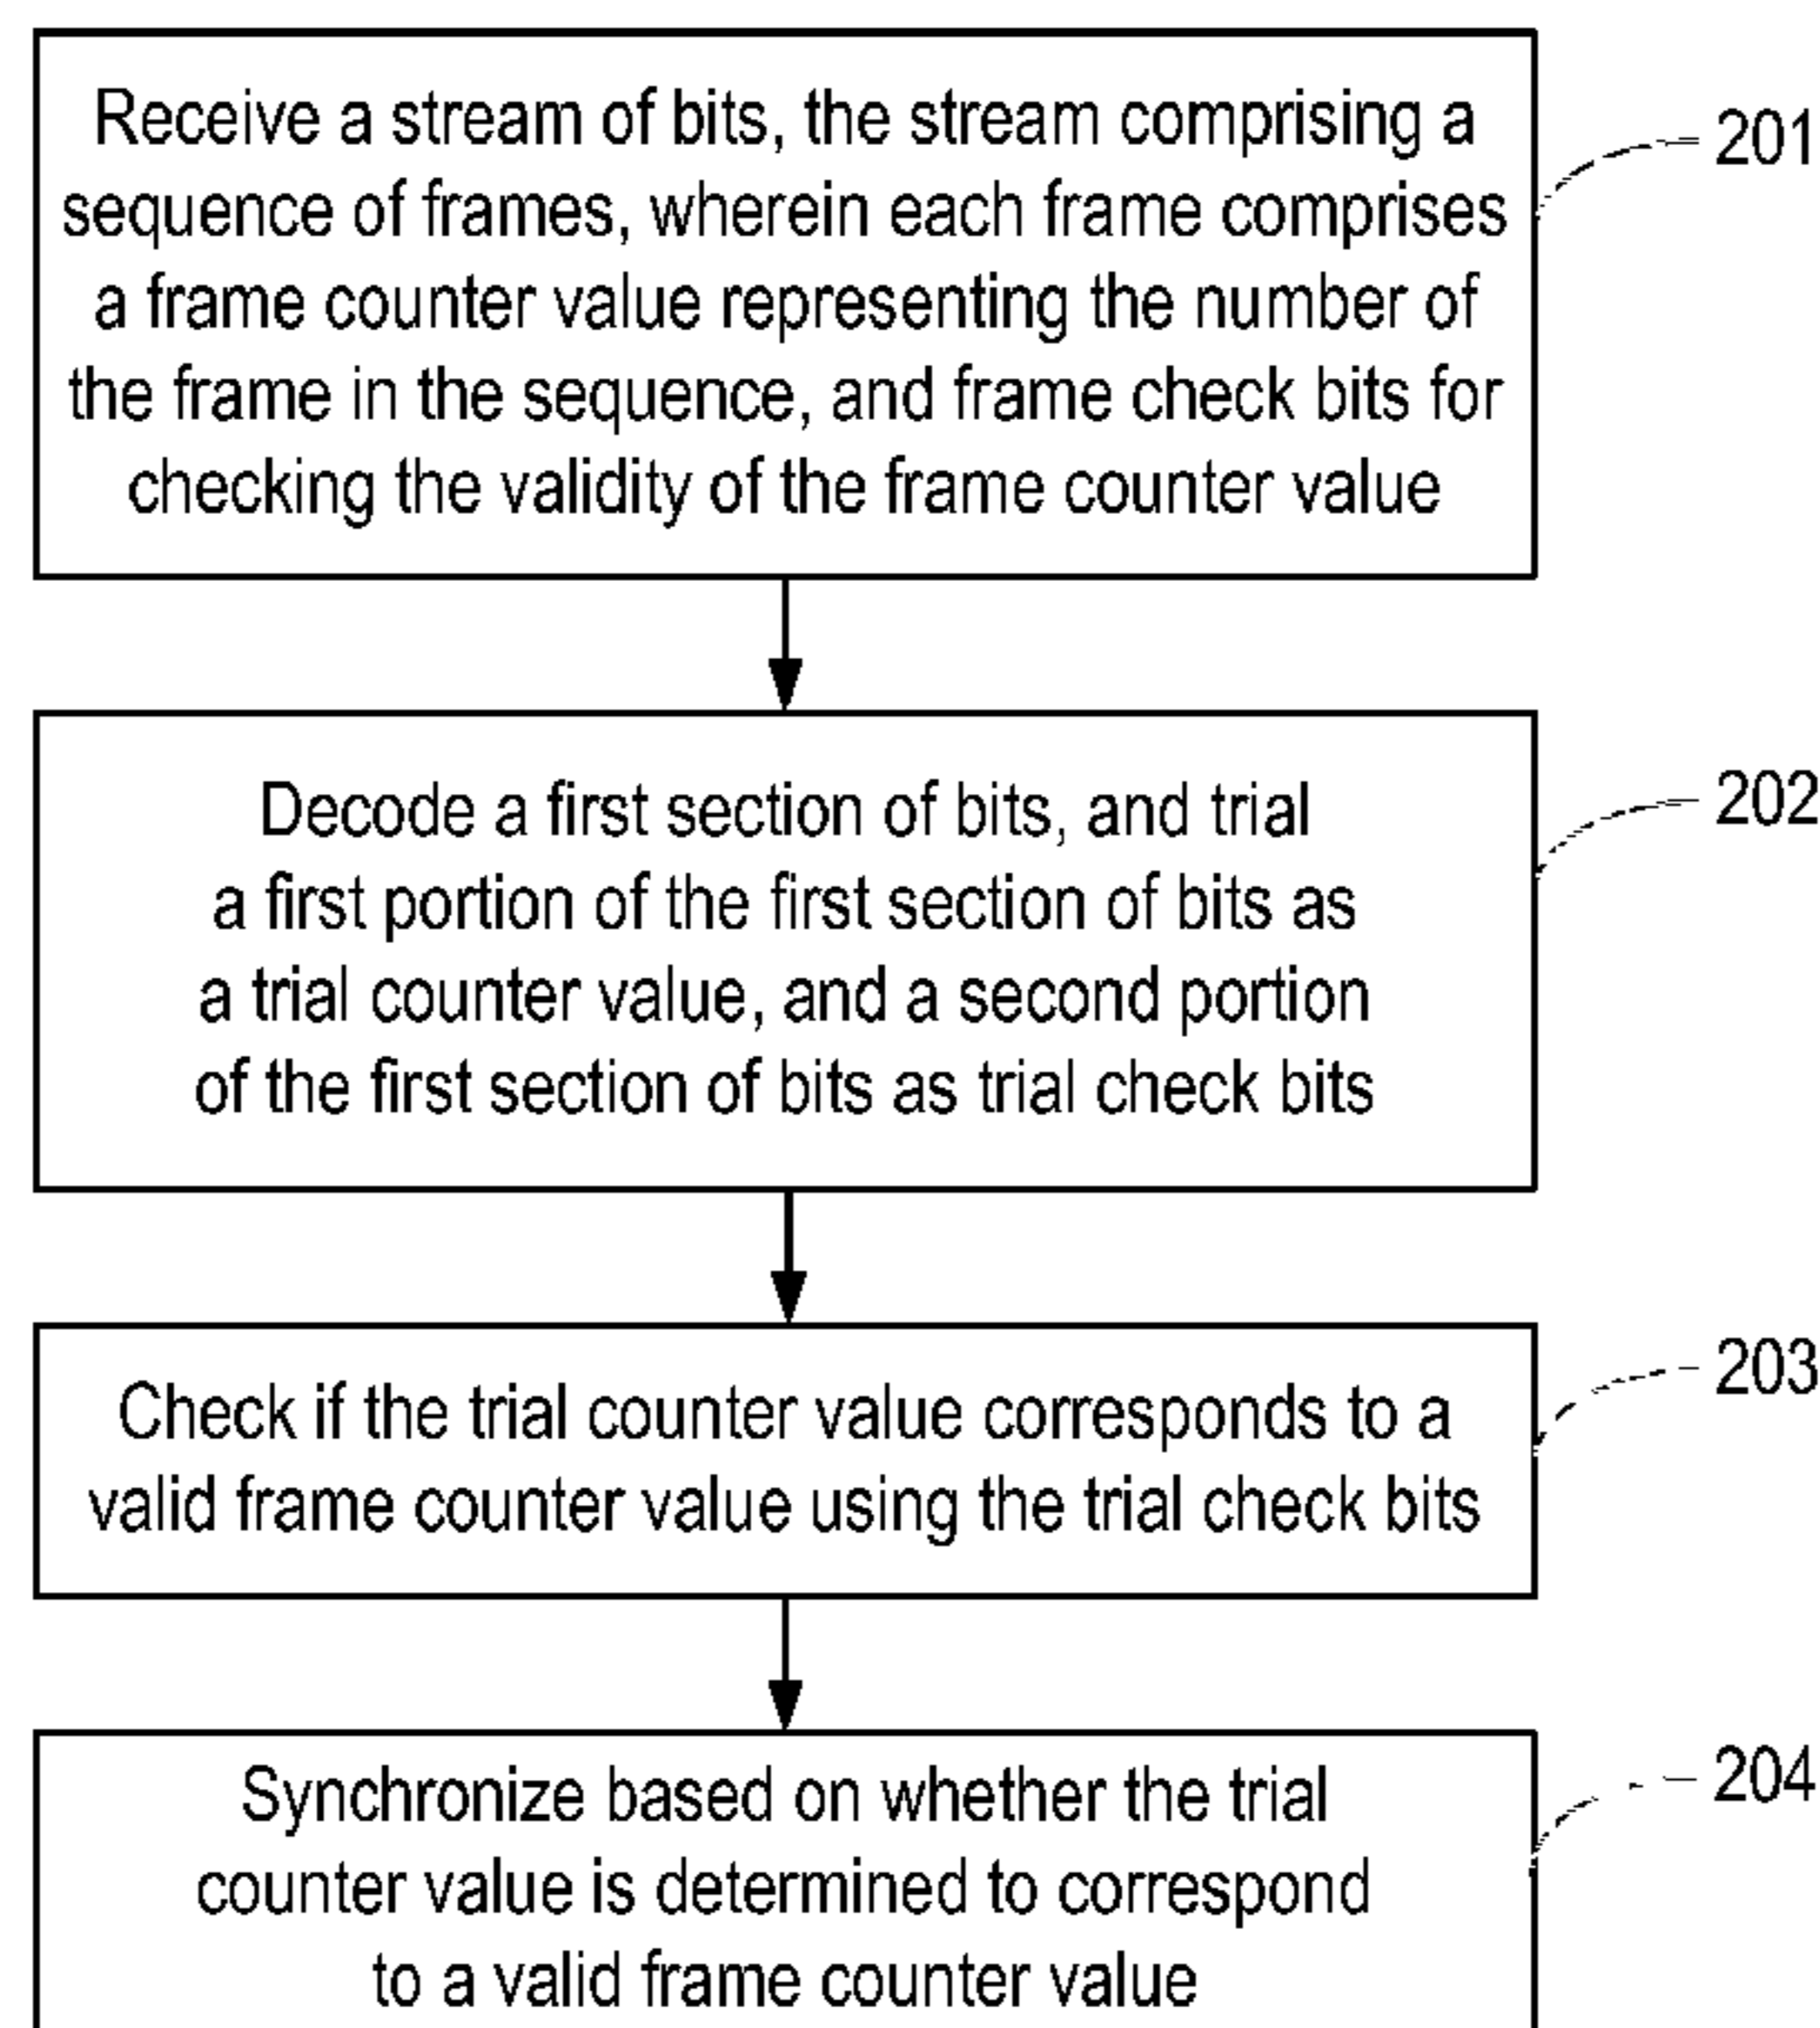 Receive a stream of bits, the stream comprising a
sequence of frames, wherein each frame comprises
a frame counter value representing the number of
the frame in the sequence, and frame check bits for
checking the validity of the frame counter value
201
Decode a first section of bits, and trial
a first portion of the first section of bits as
a trial counter value, and a second portion
of the first section of bits as trial check bits
202
Check if the trial counter value corresponds to a
valid frame counter value using the trial check bits
203
Synchronize based on whether the trial
counter value is determined to correspond
to a valid frame counter value
204